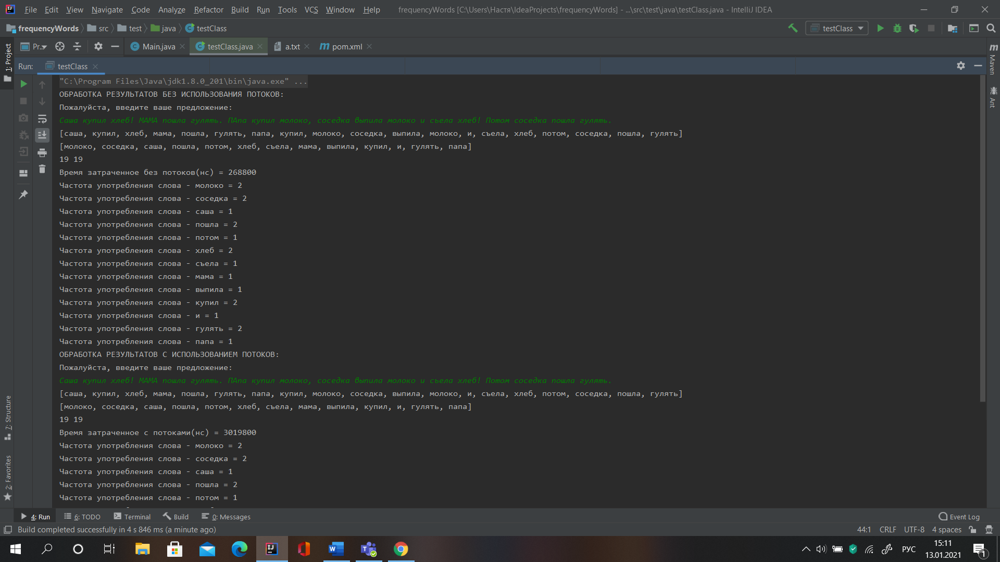 File Edit View Navigate Code Analyze Refactor Build Run Tools VCS Window Help frequencyWords [C:\Users\Настя\IdeaProjects\frequencyWords] - ...\src\test\java\testClass.java - IntelliJ IDEA
frequencyWords src test java testClass testClass
Pr... Main.java testClass.java a.txt pom.xml
1: Project
Maven
Run: testClass
"C:\Program Files\Java\jdk1.8.0_201\bin\java.exe" ...
ОБРАБОТКА РЕЗУЛЬТАТОВ БЕЗ ИСПОЛЬЗОВАНИЯ ПОТОКОВ:
Ant
Пожалуйста, введите ваше предложение:
Саша купил хлеб! МАМА пошла гулять. ПАпа купил молоко, соседка выпила молоко и съела хлеб! Потом соседка пошла гулять.
[саша, купил, хлеб, мама, пошла, гулять, папа, купил, молоко, соседка, выпила, молоко, и, съела, хлеб, потом, соседка, пошла, гулять]
[молоко, соседка, саша, пошла, потом, хлеб, съела, мама, выпила, купил, и, гулять, папа]
19 19
Время затраченное без потоков(нс) = 268800
Частота употребления слова - молоко = 2
Частота употребления слова - соседка = 2
Частота употребления слова - саша = 1
Частота употребления слова - пошла = 2
Частота употребления слова - потом = 1
Частота употребления слова - хлеб = 2
Частота употребления слова - съела = 1
Частота употребления слова - мама = 1
Частота употребления слова - выпила = 1
Частота употребления слова - купил = 2
Частота употребления слова - и = 1
Частота употребления слова - гулять = 2
Частота употребления слова - папа = 1
ОБРАБОТКА РЕЗУЛЬТАТОВ С ИСПОЛЬЗОВАНИЕМ ПОТОКОВ:
Пожалуйста, введите ваше предложение:
Саша купил хлеб! МАМА пошла гулять. ПАпа купил молоко, соседка выпила молоко и съела хлеб! Потом соседка пошла гулять.
[саша, купил, хлеб, мама, пошла, гулять, папа, купил, молоко, соседка, выпила, молоко, и, съела, хлеб, потом, соседка, пошла, гулять]
[молоко, соседка, саша, пошла, потом, хлеб, съела, мама, выпила, купил, и, гулять, папа]
19 19
7: Structure
Время затраченное с потоками(нс) = 3019800
Частота употребления слова - молоко = 2
Частота употребления слова - соседка = 2
Частота употребления слова - саша = 1
2: Favorites
Частота употребления слова - пошла = 2
Частота употребления слова - потом = 1
4: Run 6: TODO Terminal Build 0: Messages Event Log
Build completed successfully in 4 s 846 ms (a minute ago) 44:1 CRLF UTF-8 4 spaces
РУС 15:11
13.01.2021 1